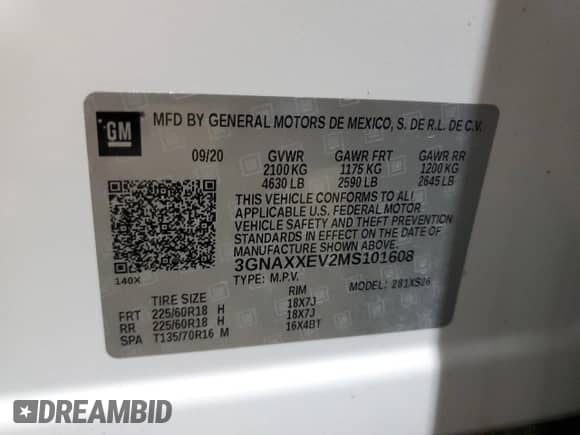 GM
MFD BY GENERAL MOTORS DE MEXICO, S. DE R.L. DE C.V.
09/20 GVWR GAWR FRT GAWR RR
2100 KG 1175 KG 1200 KG
4630 LB 2590 LB 2645 LB
THIS VEHICLE CONFORMS TO ALL
APPLICABLE U.S. FEDERAL MOTOR
VEHICLE SAFETY AND THEFT PREVENTION
STANDARDS IN EFFECT ON THE DATE OF
MANUFACTURE SHOWN ABOVE.
3GNAXXEV2MS101608
140X TYPE: M.P.V. MODEL: 281XS26
TIRE SIZE RIM
FRT 225/60R18 H 18X7J
RR 225/60R18 H 18X7J
SPA T135/70R16 M 16X4BT
DREAMBID